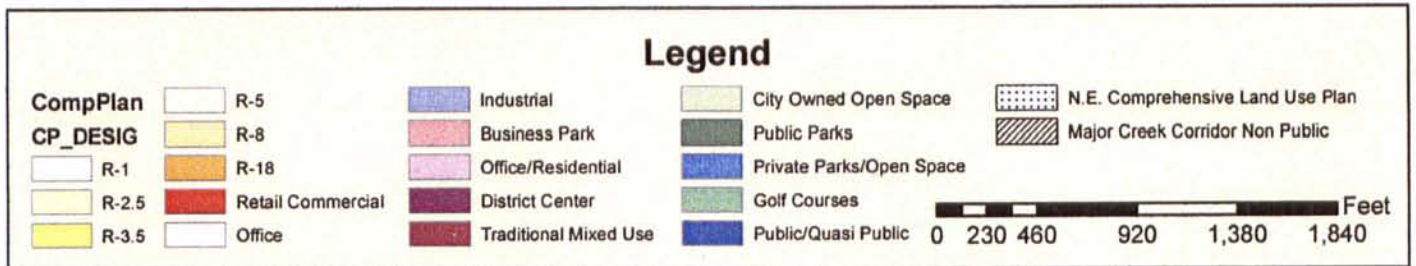 Legend
CompPlan
CP_DESIG
R-1
R-2.5
R-3.5
R-5
R-8
R-18
Retail Commercial
Office
Industrial
Business Park
Office/Residential
District Center
Traditional Mixed Use
City Owned Open Space
Public Parks
Private Parks/Open Space
Golf Courses
Public/Quasi Public
N.E. Comprehensive Land Use Plan
Major Creek Corridor Non Public
Feet
0 230 460 920 1,380 1,840